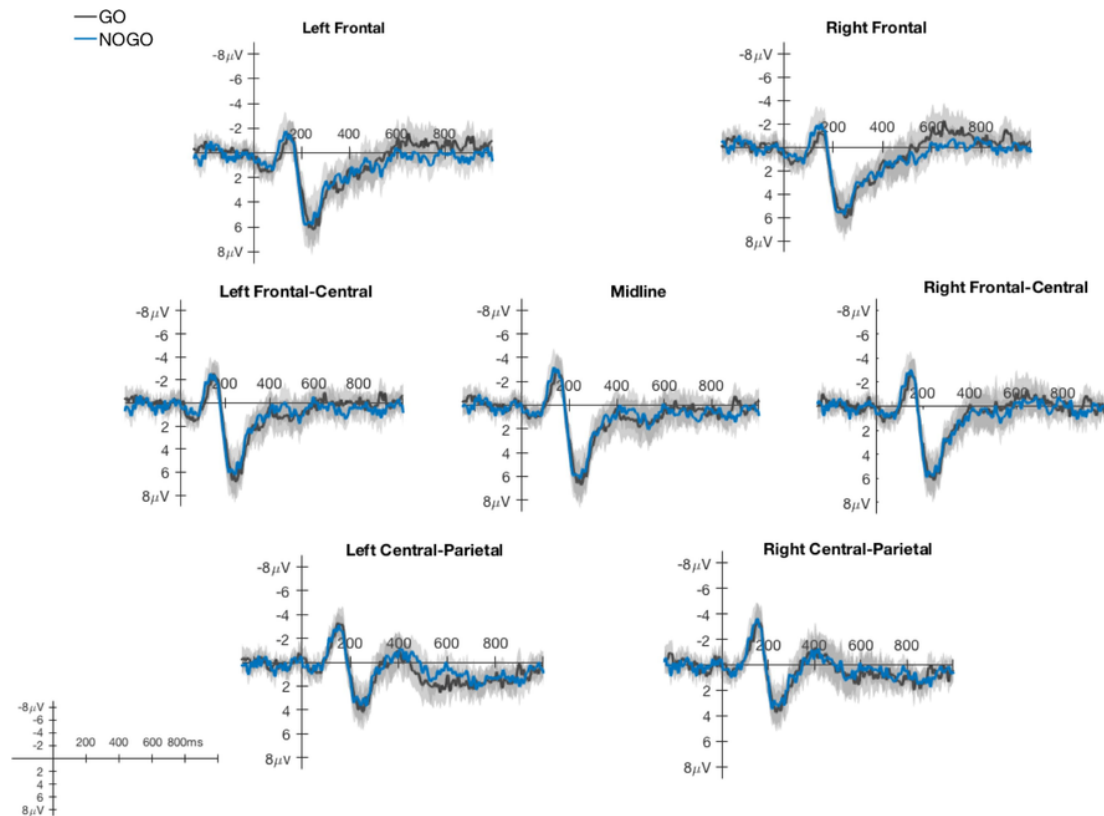 GO
NOGO
Left Frontal
-8μV
-6
-4
-2
2
4
6
8μV
200 400 600 800
Right Frontal
-8μV
-6
-4
-2
2
4
6
8μV
200 400 600 800
Left Frontal-Central
-8μV
-6
-4
-2
2
4
6
8μV
200 400 600 800
Midline
-8μV
-6
-4
-2
2
4
6
8μV
200 400 600 800
Right Frontal-Central
-8μV
-6
-4
-2
2
4
6
8μV
200 400 600 800
Left Central-Parietal
-8μV
-6
-4
-2
2
4
6
8μV
200 400 600 800
Right Central-Parietal
-8μV
-6
-4
-2
2
4
6
8μV
200 400 600 800
-8μV
-6
-4
-2
2
4
6
8μV
200 400 600 800ms